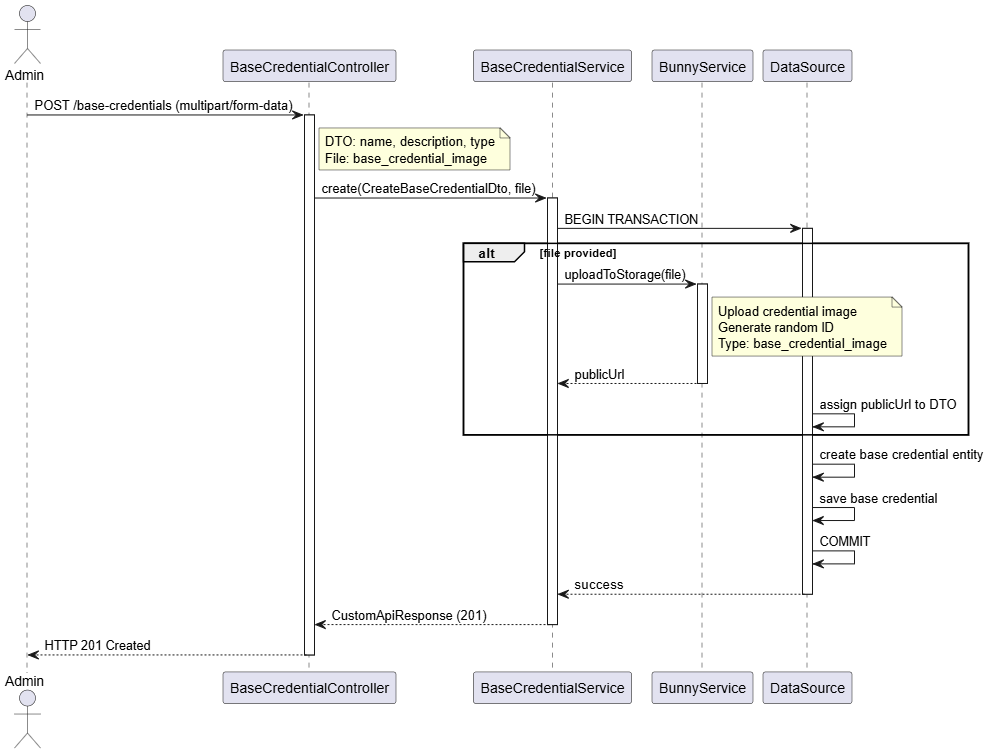 Admin
BaseCredentialController
BaseCredentialService
BunnyService
DataSource
POST /base-credentials (multipart/form-data)
DTO: name, description, type
File: base_credential_image
create(CreateBaseCredentialDto, file)
BEGIN TRANSACTION
alt
[file provided]
uploadToStorage(file)
Upload credential image
Generate random ID
Type: base_credential_image
publicUrl
assign publicUrl to DTO
create base credential entity
save base credential
COMMIT
success
CustomApiResponse (201)
HTTP 201 Created
Admin
BaseCredentialController
BaseCredentialService
BunnyService
DataSource